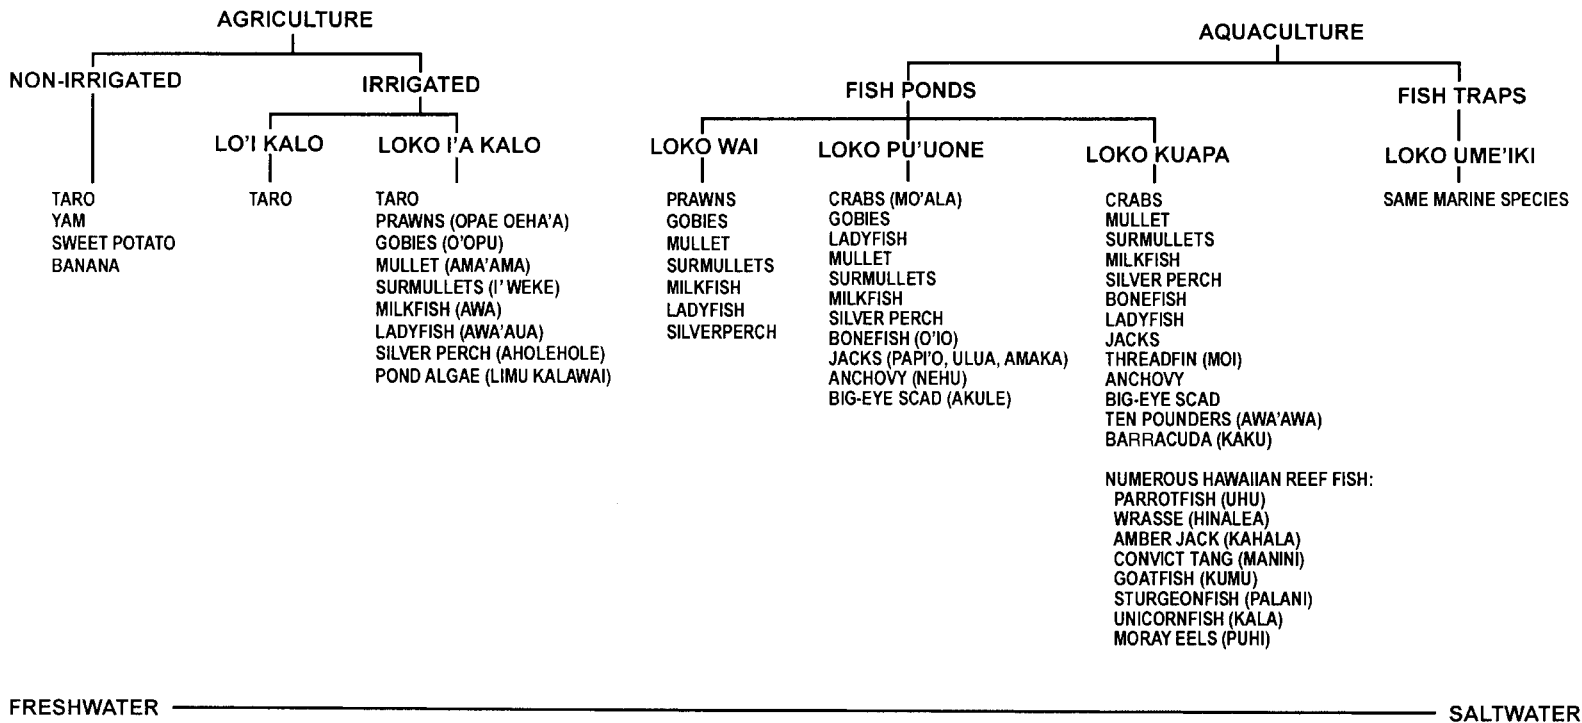 AGRICULTURE
NON-IRRIGATED
TARO
YAM
SWEET POTATO
BANANA
IRRIGATED
LO'I KALO
TARO
LOKO I'A KALO
TARO
PRAWNS (OPAE OEHA'A)
GOBIES (O'OPU)
MULLET (AMA'AMA)
SURMULLETS (I' WEKE)
MILKFISH (AWA)
LADYFISH (AWA'AUA)
SILVER PERCH (AHOLEHOLE)
POND ALGAE (LIMU KALAWAI)
AQUACULTURE
FISH PONDS
LOKO WAI
PRAWNS
GOBIES
MULLET
SURMULLETS
MILKFISH
LADYFISH
SILVERPERCH
LOKO PU'UONE
CRABS (MO'ALA)
GOBIES
LADYFISH
MULLET
SURMULLETS
MILKFISH
SILVER PERCH
BONEFISH (O'IO)
JACKS (PAPI'O, ULUA, AMAKA)
ANCHOVY (NEHU)
BIG-EYE SCAD (AKULE)
LOKO KUAPA
CRABS
MULLET
SURMULLETS
MILKFISH
SILVER PERCH
BONEFISH
LADYFISH
JACKS
THREADFIN (MOI)
ANCHOVY
BIG-EYE SCAD
TEN POUNDERS (AWA'AWA)
BARRACUDA (KAKU)
NUMEROUS HAWAIIAN REEF FISH:
PARROTFISH (UHU)
WRASSE (HINALEA)
AMBER JACK (KAHALA)
CONVICT TANG (MANINI)
GOATFISH (KUMU)
STURGEONFISH (PALANI)
UNICORNFISH (KALA)
MORAY EELS (PUHI)
FISH TRAPS
LOKO UME'IKI
SAME MARINE SPECIES
FRESHWATER
SALTWATER